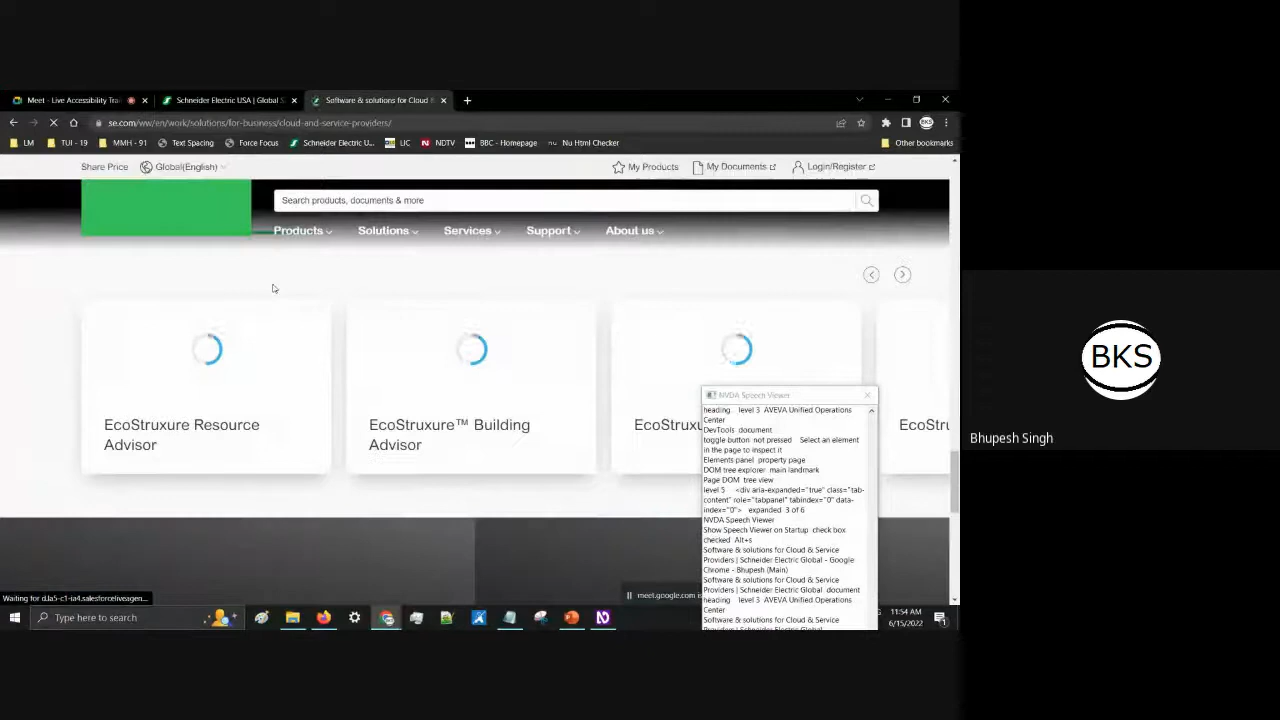 Meet - Live Accessibility Trai
Schneider Electric USA | Global S
Software & solutions for Cloud &
se.com/ww/en/work/solutions/for-business/cloud-and-service-providers/
LM
TUI - 19
MMH - 91
Text Spacing
Force Focus
Schneider Electric U...
LIC
NDTV
BBC - Homepage
Nu Html Checker
Other bookmarks
BKS
Share Price
Global(English)
My Products
My Documents
Login/Register
Search products, documents & more
Products
Solutions
Services
Support
About us
EcoStruxure Resource
Advisor
EcoStruxure™ Building
Advisor
EcoStrux
EcoStru
NVDA Speech Viewer
heading level 3 AVEVA Unified Operations
Center
DevTools document
toggle button not pressed Select an element
in the page to inspect it
Elements panel property page
DOM tree explorer main landmark
Page DOM tree view
level 5 <div aria-expanded="true" class="tab-
content" role="tabpanel" tabindex="0" data-
index="0"> expanded 3 of 6
NVDA Speech Viewer
Show Speech Viewer on Startup check box
checked Alt+s
Software & solutions for Cloud & Service
Providers | Schneider Electric Global - Google
Chrome - Bhupesh (Main)
Software & solutions for Cloud & Service
Providers | Schneider Electric Global document
heading level 3 AVEVA Unified Operations
Center
Software & solutions for Cloud & Service
Providers | Schneider Electric Global
meet.google.com is
Type here to search
11:54 AM
6/15/2022
BKS
Bhupesh Singh